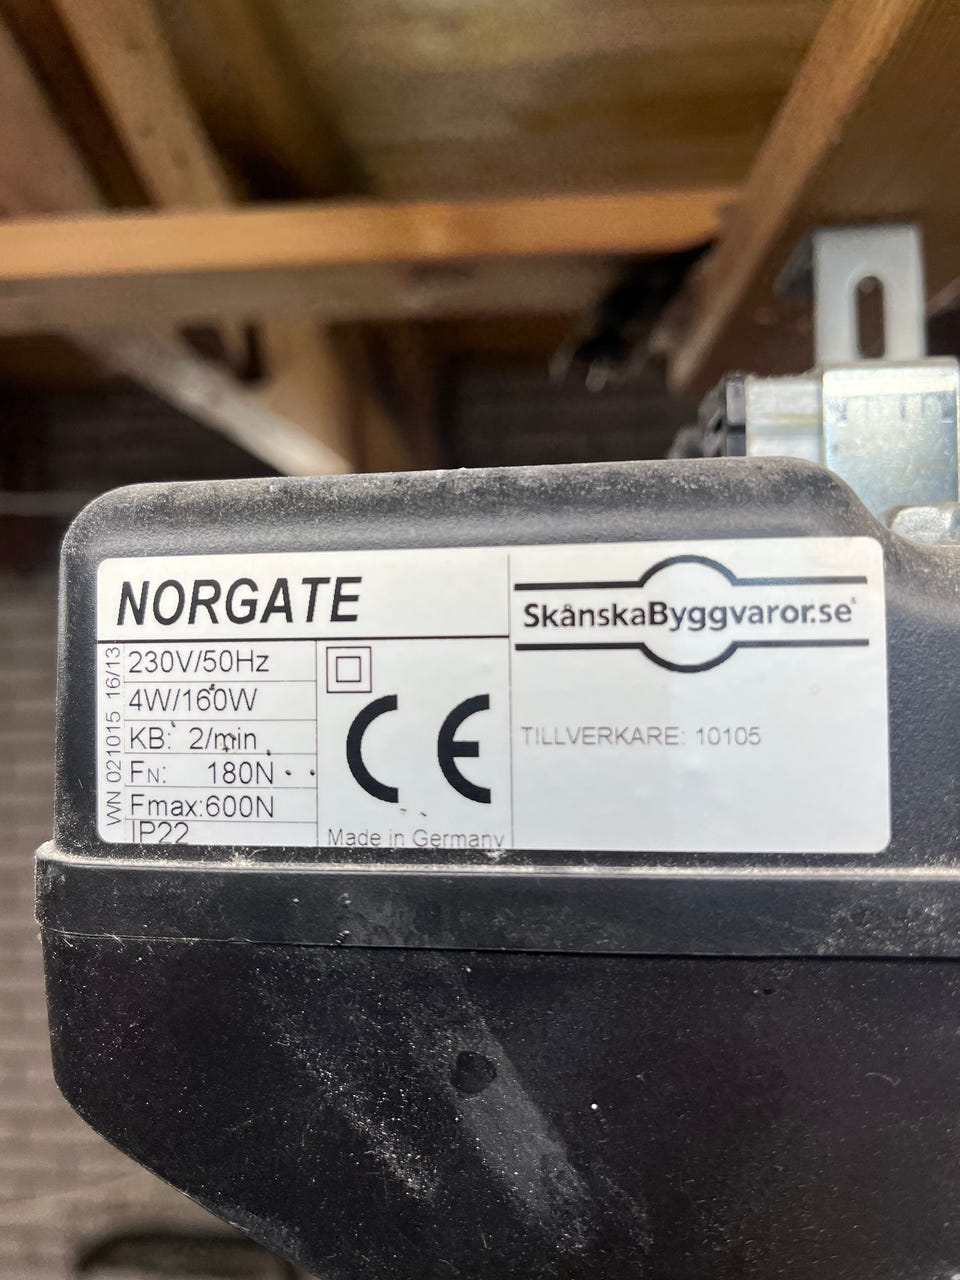 NORGATE
SkånskaByggvaror.se
WN 021015 16/13
230V/50Hz
4W/160W
KB: 2/min
FN: 180N
Fmax:600N
IP22
CE
Made in Germany
TILLVERKARE: 10105